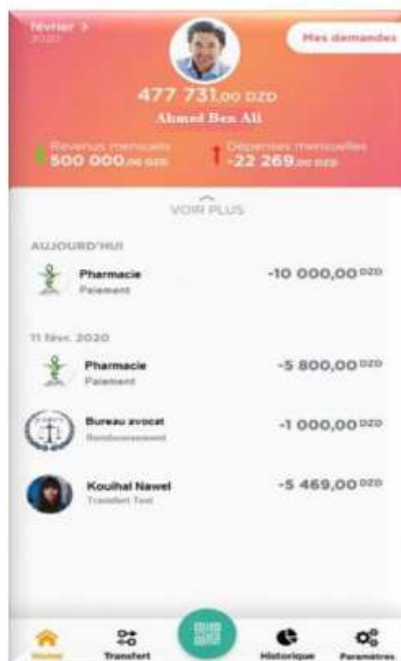 février >
2020
Mes demandes
477 731,00 DZD
Ahmed Ben Ali
Revenus mensuels
500 000,00 DZD
Dépenses mensuelles
-22 269,00 DZD
VOIR PLUS
AUJOURD'HUI
Pharmacie
-10 000,00 DZD
Paiement
11 févr. 2020
Pharmacie
-5 800,00 DZD
Paiement
Bureau avocat
-1 000,00 DZD
Remboursement
Kouihal Nawel
-5 469,00 DZD
Transfert Test
Home
Transfert
Historique
Paramètres